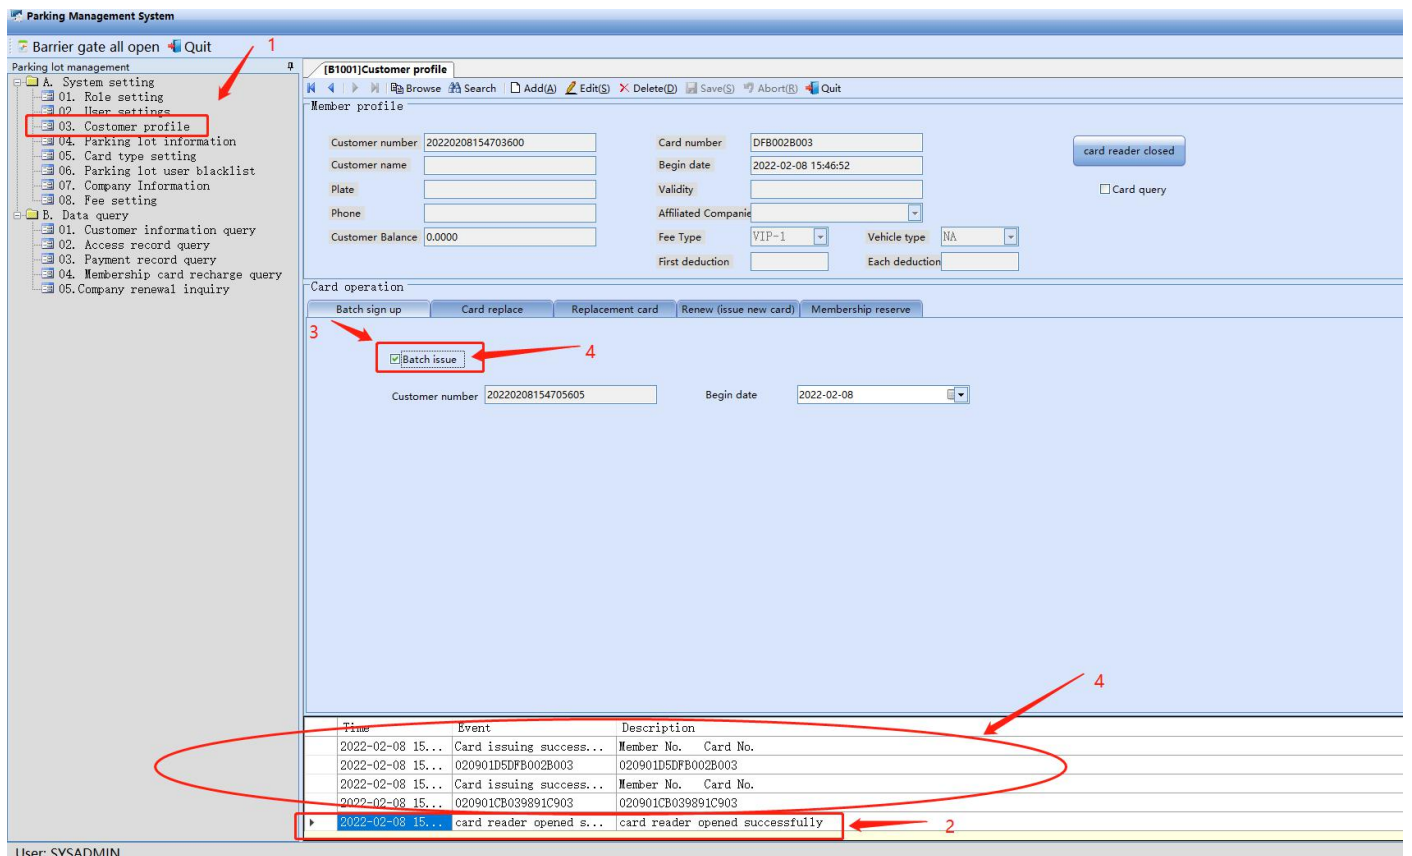 Parking Management System
Barrier gate all open Quit 1
Parking lot management
A. System setting
01. Role setting
02. User settings
03. Costomer profile
04. Parking lot information
05. Card type setting
06. Parking lot user blacklist
07. Company Information
08. Fee setting
B. Data query
01. Customer information query
02. Access record query
03. Payment record query
04. Membership card recharge query
05.Company renewal inquiry
[B1001]Customer profile
Browse Search Add(A) Edit(S) Delete(D) Save(S) Abort(R) Quit
Member profile
Customer number 20220208154703600 Card number DFB002B003 card reader closed
Customer name Begin date 2022-02-08 15:46:52
Plate Validity Card query
Phone Affiliated Companie
Customer Balance 0.0000 Fee Type VIP-1 Vehicle type NA
First deduction Each deduction
Card operation
Batch sign up Card replace Replacement card Renew (issue new card) Membership reserve
3
Batch issue 4
Customer number 20220208154705605 Begin date 2022-02-08
4
Time Event Description
2022-02-08 15... Card issuing success... Member No. Card No.
2022-02-08 15... 020901D5DFB002B003 020901D5DFB002B003
2022-02-08 15... Card issuing success... Member No. Card No.
2022-02-08 15... 020901CB039891C903 020901CB039891C903
2022-02-08 15... card reader opened s... card reader opened successfully 2
User: SYSADMIN